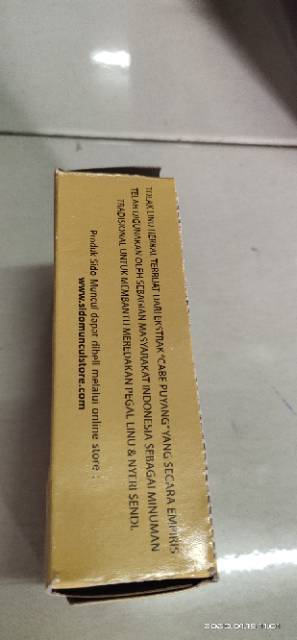 TOLAK LINU HERBAL TERBUAT DARI EKSTRAK "CABE PUYANG" YANG SECARA EMPIRIS
TELAH DIGUNAKAN OLEH SEBAGIAN MASYARAKAT INDONESIA SEBAGAI MINUMAN
TRADISIONAL UNTUK MEMBANTU MEREDAKAN PEGAL LINU & NYERI SENDI.
Produk Sido Muncul dapat dibeli melalui online store :
www.sidomunculstore.com